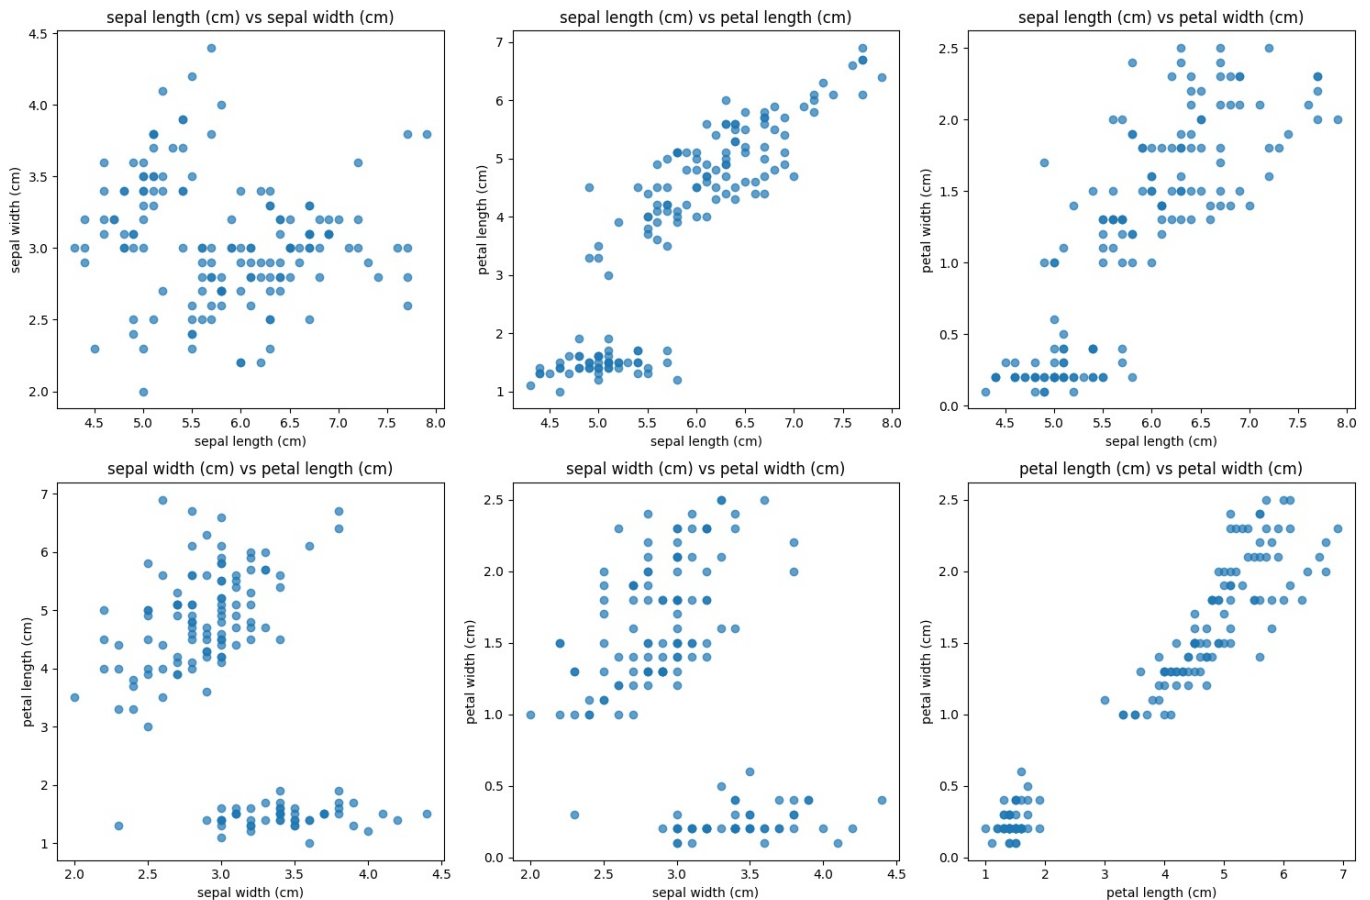 sepal length (cm) vs sepal width (cm)
4.5
4.0
3.5
3.0
2.5
2.0
sepal width (cm)
4.5 5.0 5.5 6.0 6.5 7.0 7.5 8.0
sepal length (cm)
sepal length (cm) vs petal length (cm)
7
6
5
4
3
2
1
petal length (cm)
4.5 5.0 5.5 6.0 6.5 7.0 7.5 8.0
sepal length (cm)
sepal length (cm) vs petal width (cm)
2.5
2.0
1.5
1.0
0.5
0.0
petal width (cm)
4.5 5.0 5.5 6.0 6.5 7.0 7.5 8.0
sepal length (cm)
sepal width (cm) vs petal length (cm)
7
6
5
4
3
2
1
petal length (cm)
2.0 2.5 3.0 3.5 4.0 4.5
sepal width (cm)
sepal width (cm) vs petal width (cm)
2.5
2.0
1.5
1.0
0.5
0.0
petal width (cm)
2.0 2.5 3.0 3.5 4.0 4.5
sepal width (cm)
petal length (cm) vs petal width (cm)
2.5
2.0
1.5
1.0
0.5
0.0
petal width (cm)
1 2 3 4 5 6 7
petal length (cm)